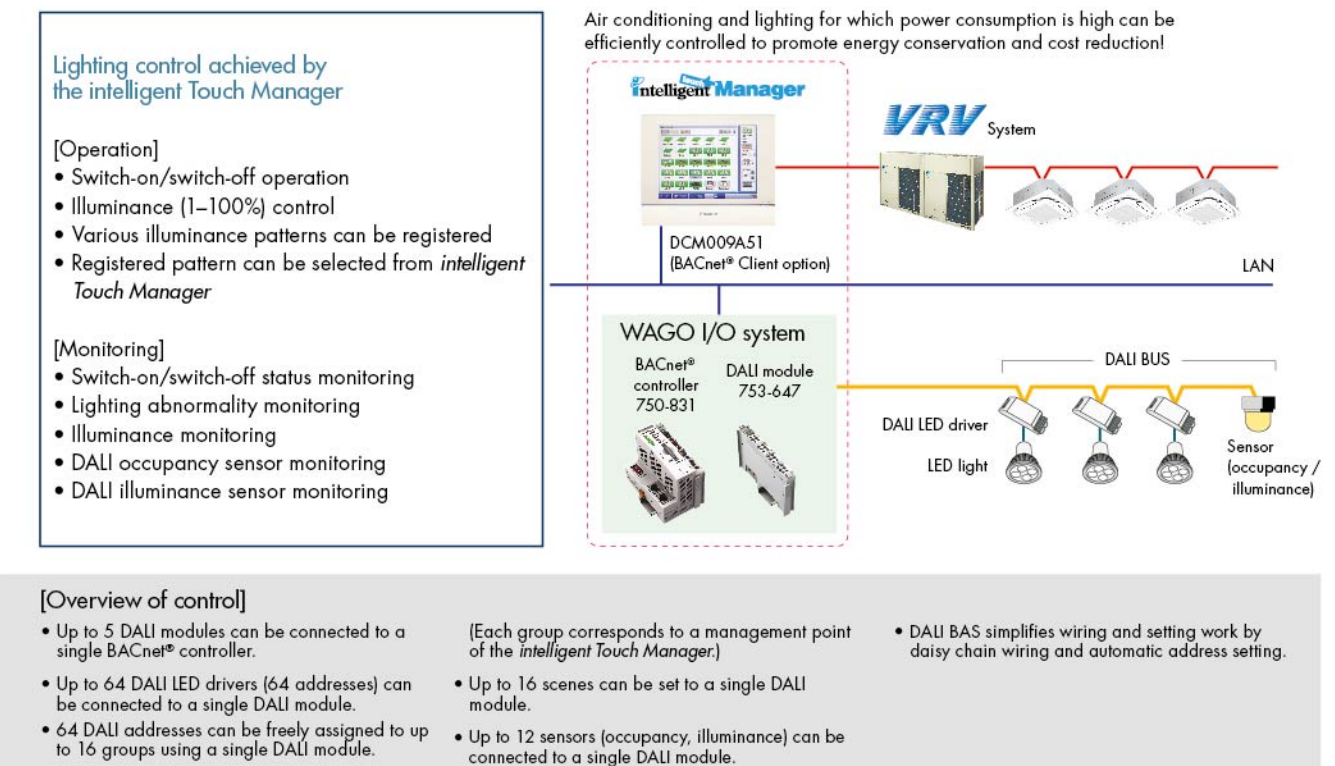 Lighting control achieved by
the intelligent Touch Manager
[Operation]
• Switch-on/switch-off operation
• Illuminance (1–100%) control
• Various illuminance patterns can be registered
• Registered pattern can be selected from intelligent
Touch Manager
[Monitoring]
• Switch-on/switch-off status monitoring
• Lighting abnormality monitoring
• Illuminance monitoring
• DALI occupancy sensor monitoring
• DALI illuminance sensor monitoring
Air conditioning and lighting for which power consumption is high can be
efficiently controlled to promote energy conservation and cost reduction!
intelligent touch Manager
VRV System
DCM009A51
(BACnet® Client option)
LAN
WAGO I/O system
BACnet®
controller
750-831
DALI module
753-647
DALI BUS
DALI LED driver
LED light
Sensor
(occupancy /
illuminance)
[Overview of control]
• Up to 5 DALI modules can be connected to a
single BACnet® controller.
• Up to 64 DALI LED drivers (64 addresses) can
be connected to a single DALI module.
• 64 DALI addresses can be freely assigned to up
to 16 groups using a single DALI module.
(Each group corresponds to a management point
of the intelligent Touch Manager.)
• Up to 16 scenes can be set to a single DALI
module.
• Up to 12 sensors (occupancy, illuminance) can be
connected to a single DALI module.
• DALI BAS simplifies wiring and setting work by
daisy chain wiring and automatic address setting.